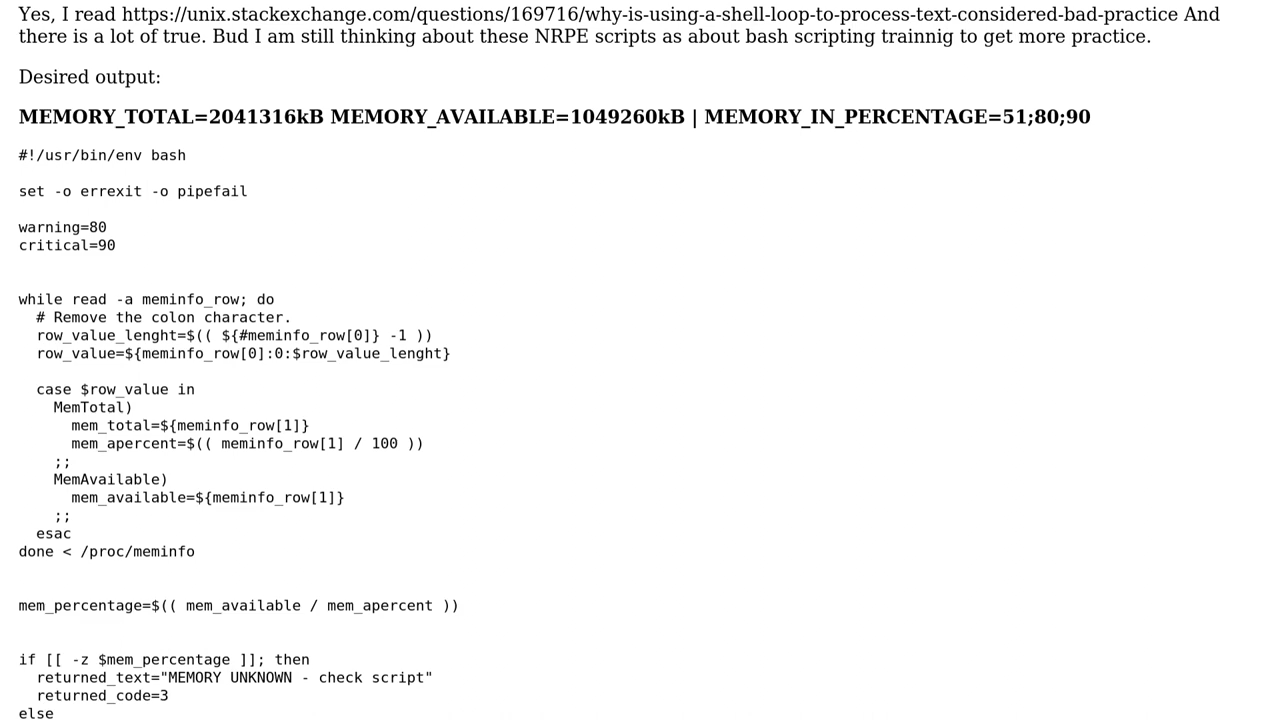 Yes, I read https://unix.stackexchange.com/questions/169716/why-is-using-a-shell-loop-to-process-text-considered-bad-practice And
there is a lot of true. Bud I am still thinking about these NRPE scripts as about bash scripting trainnig to get more practice.
Desired output:
MEMORY_TOTAL=2041316kB MEMORY_AVAILABLE=1049260kB | MEMORY_IN_PERCENTAGE=51;80;90
#!/usr/bin/env bash
set -o errexit -o pipefail
warning=80
critical=90
while read -a meminfo_row; do
  # Remove the colon character.
  row_value_lenght=$(( ${#meminfo_row[0]} -1 ))
  row_value=${meminfo_row[0]:0:$row_value_lenght}
  case $row_value in
    MemTotal)
      mem_total=${meminfo_row[1]}
      mem_apercent=$(( meminfo_row[1] / 100 ))
    ;;
    MemAvailable)
      mem_available=${meminfo_row[1]}
    ;;
  esac
done < /proc/meminfo
mem_percentage=$(( mem_available / mem_apercent ))
if [[ -z $mem_percentage ]]; then
  returned_text="MEMORY UNKNOWN - check script"
  returned_code=3
else